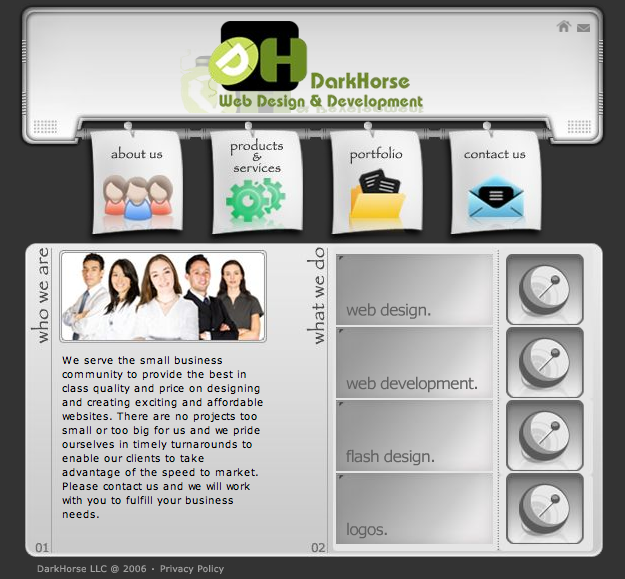 DH
DarkHorse
Web Design & Development
about us
products
&
services
portfolio
contact us
who we are
We serve the small business
community to provide the best in
class quality and price on designing
and creating exciting and affordable
websites. There are no projects too
small or too big for us and we pride
ourselves in timely turnarounds to
enable our clients to take
advantage of the speed to market.
Please contact us and we will work
with you to fulfill your business
needs.
01
what we do
web design.
web development.
flash design.
logos.
02
DarkHorse LLC @ 2006 · Privacy Policy